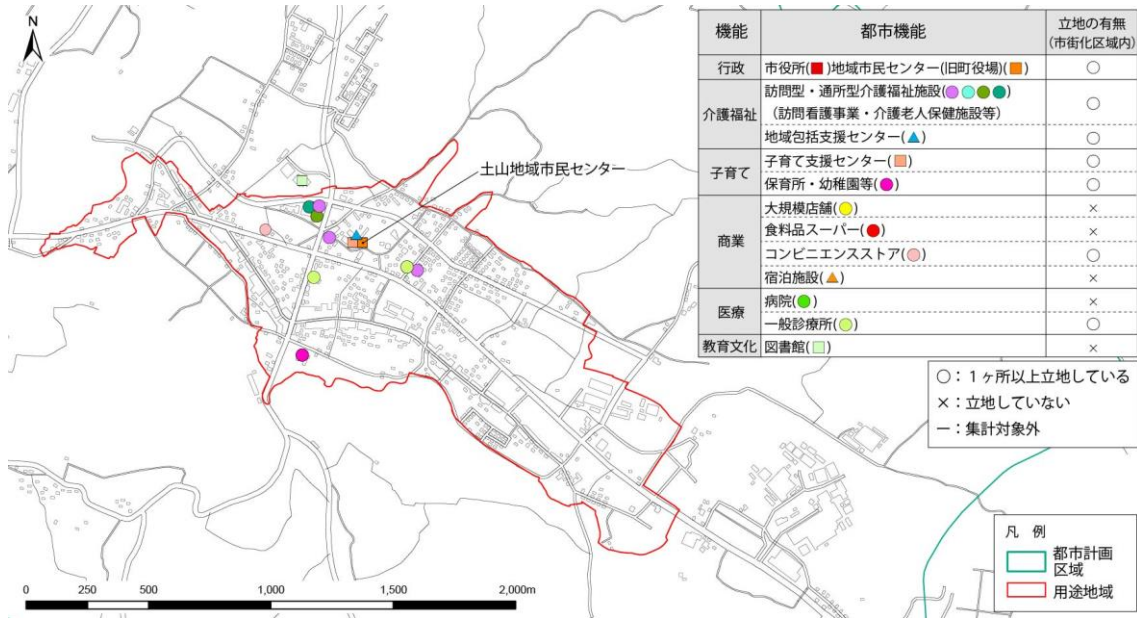 N
土山地域市民センター
機能 都市機能 立地の有無
(市街化区域内)
行政 市役所(■)地域市民センター(旧町役場)(■) ○
介護福祉 訪問型・通所型介護福祉施設(●●●●) ○
(訪問看護事業・介護老人保健施設等)
地域包括支援センター(▲) ○
子育て 子育て支援センター(■) ○
保育所・幼稚園等(●) ○
商業 大規模店舗(●) ×
食料品スーパー(●) ×
コンビニエンスストア(●) ○
宿泊施設(▲) ×
医療 病院(●) ×
一般診療所(●) ○
教育文化 図書館(■) ×
○：１ヶ所以上立地している
×：立地していない
ー：集計対象外
凡 例
都市計画
区域
用途地域
0 250 500 1,000 1,500 2,000m